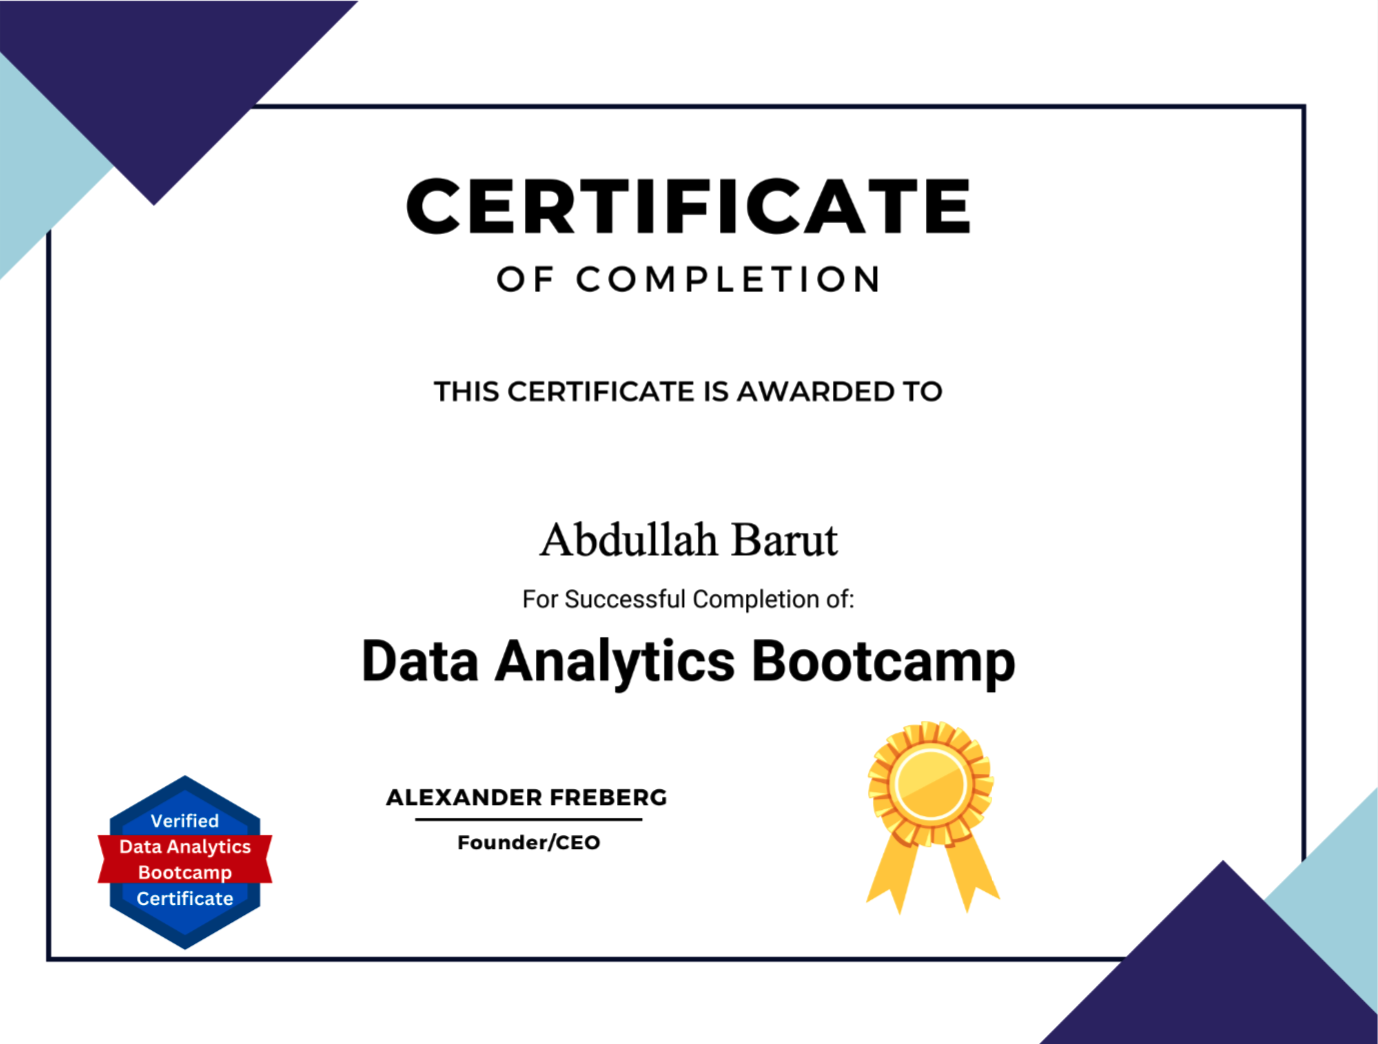 CERTIFICATE
OF COMPLETION
THIS CERTIFICATE IS AWARDED TO
Abdullah Barut
For Successful Completion of:
Data Analytics Bootcamp
ALEXANDER FREBERG
Founder/CEO
Verified
Data Analytics
Bootcamp
Certificate